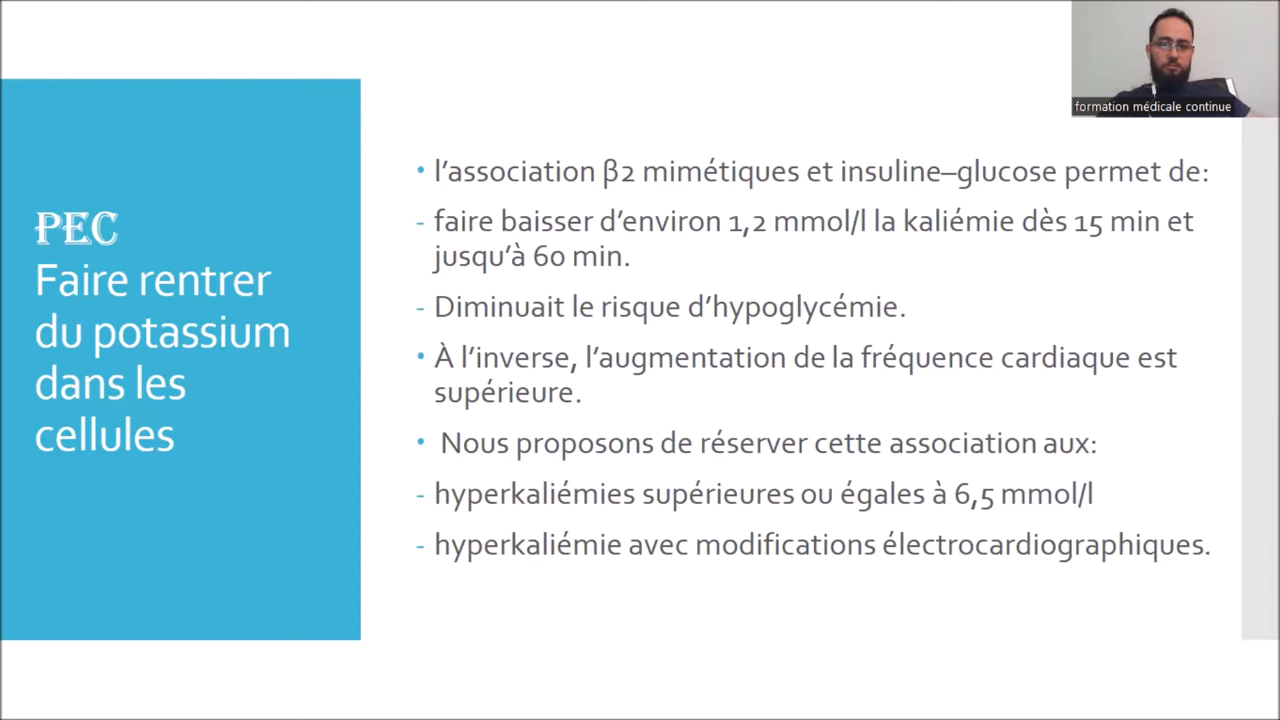 formation médicale continue
PEC
Faire rentrer
du potassium
dans les
cellules
• l’association β2 mimétiques et insuline–glucose permet de:
- faire baisser d’environ 1,2 mmol/l la kaliémie dès 15 min et
jusqu’à 60 min.
- Diminuait le risque d’hypoglycémie.
• À l’inverse, l’augmentation de la fréquence cardiaque est
supérieure.
• Nous proposons de réserver cette association aux:
- hyperkaliémies supérieures ou égales à 6,5 mmol/l
- hyperkaliémie avec modifications électrocardiographiques.